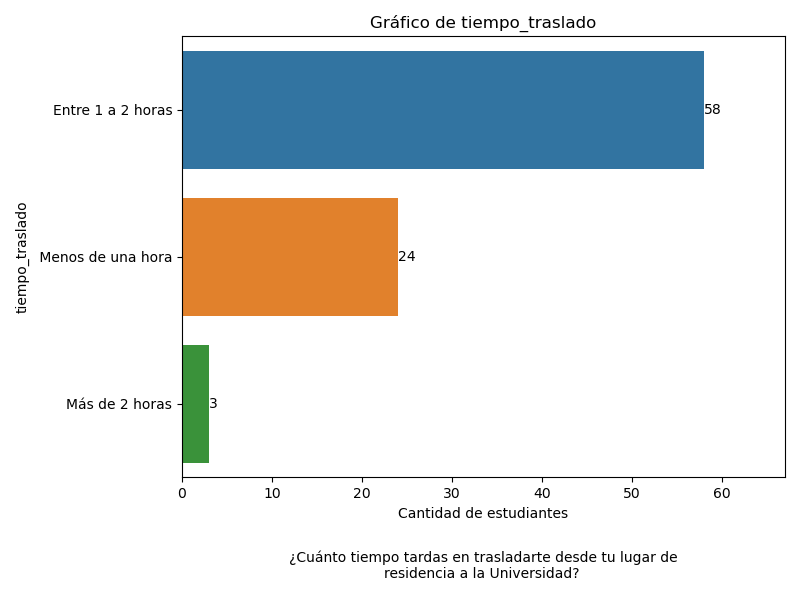 Gráfico de tiempo_traslado
Entre 1 a 2 horas
58
tiempo_traslado
Menos de una hora
24
Más de 2 horas
3
0 10 20 30 40 50 60
Cantidad de estudiantes
¿Cuánto tiempo tardas en trasladarte desde tu lugar de
residencia a la Universidad?